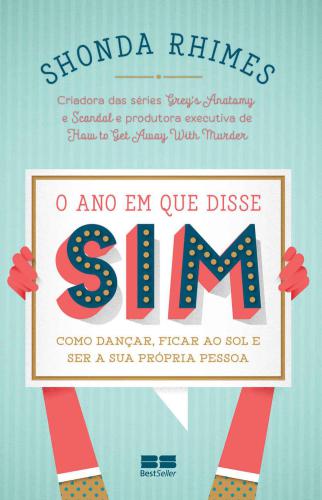 SHONDA RHIMES
Criadora das séries Grey's Anatomy
e Scandal e produtora executiva de
How to Get Away With Murder
O ANO EM QUE DISSE
SIM
COMO DANÇAR, FICAR AO SOL E
SER A SUA PRÓPRIA PESSOA
BS
BestSeller